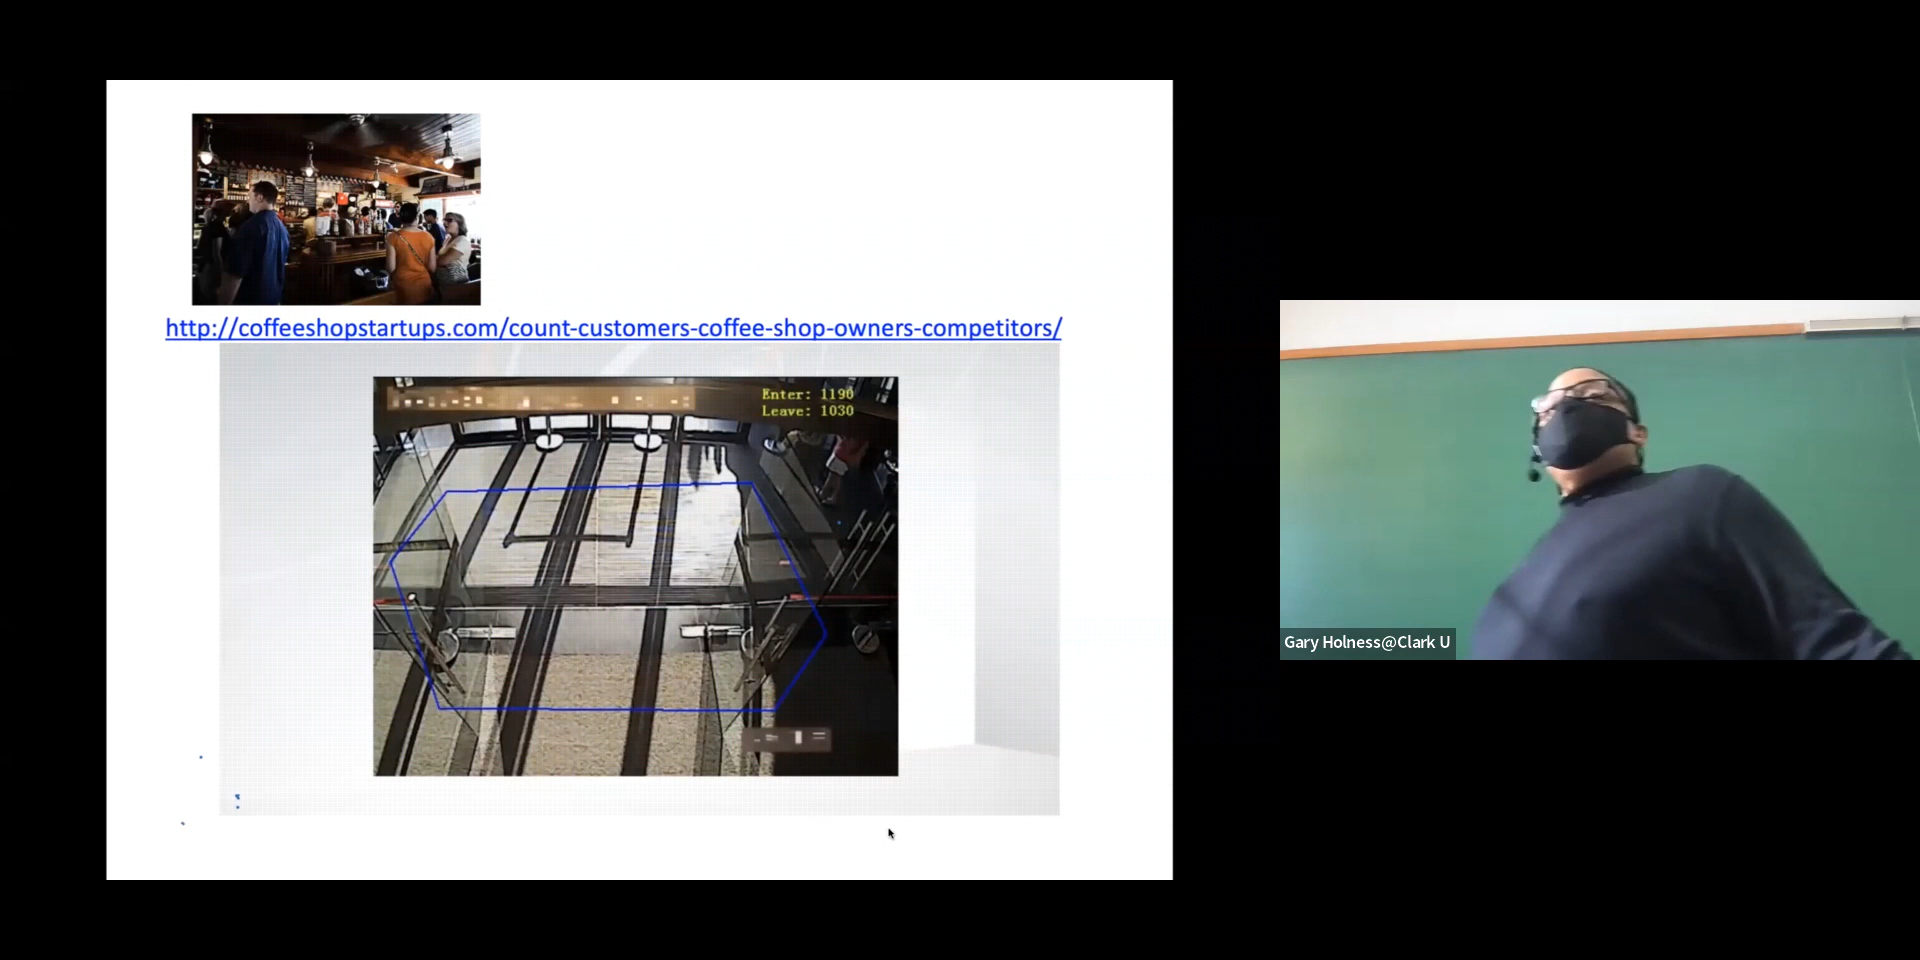 http://coffeeshopstartups.com/count-customers-coffee-shop-owners-competitors/
Enter: 1190
Leave: 1030
Gary Holness@Clark U